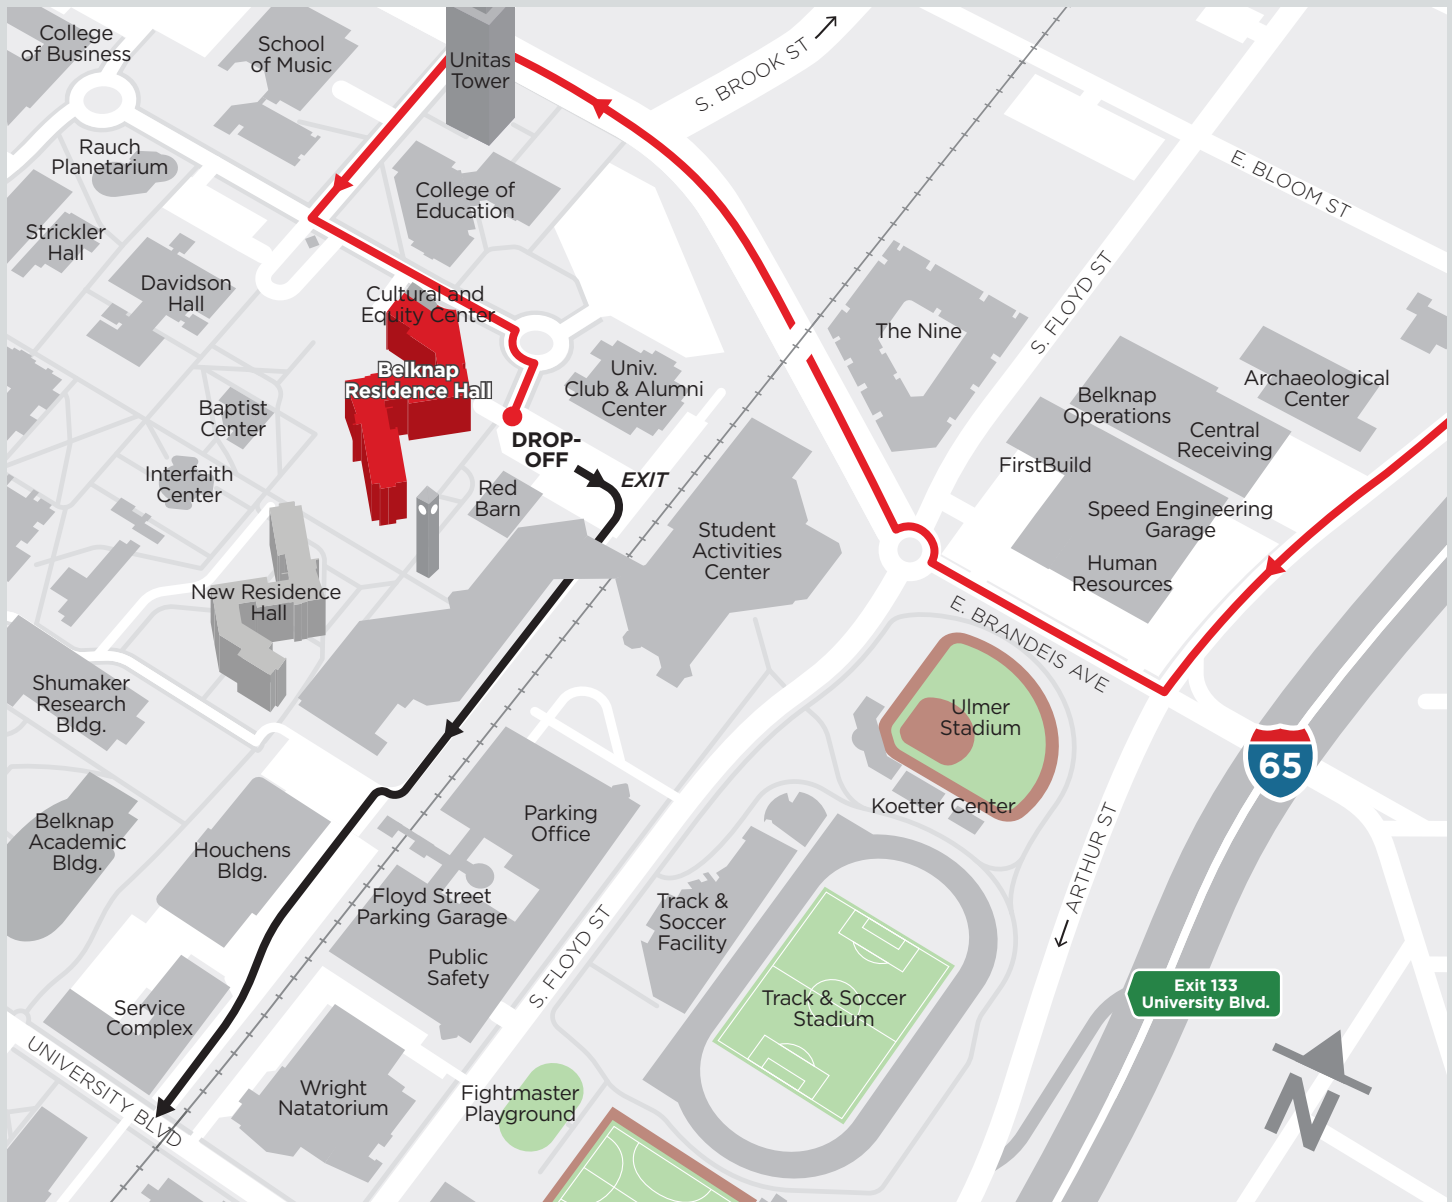 College
of Business
School
of Music
Unitas
Tower
S. BROOK ST
Rauch
Planetarium
College of
Education
E. BLOOM ST
Strickler
Hall
Davidson
Hall
Cultural and
Equity Center
The Nine
S. FLOYD ST
Belknap
Residence Hall
Univ.
Club & Alumni
Center
Belknap
Operations
Archaeological
Center
Baptist
Center
DROP-
OFF
EXIT
Central
Receiving
FirstBuild
Interfaith
Center
Red
Barn
Speed Engineering
Garage
Student
Activities
Center
Human
Resources
New Residence
Hall
E. BRANDEIS AVE
Shumaker
Research
Bldg.
Ulmer
Stadium
65
Koetter Center
Parking
Office
Belknap
Academic
Bldg.
Houchens
Bldg.
ARTHUR ST
Floyd Street
Parking Garage
Track &
Soccer
Facility
Public
Safety
S. FLOYD ST
Exit 133
University Blvd.
Track & Soccer
Stadium
Service
Complex
UNIVERSITY BLVD
Wright
Natatorium
Fightmaster
Playground
N